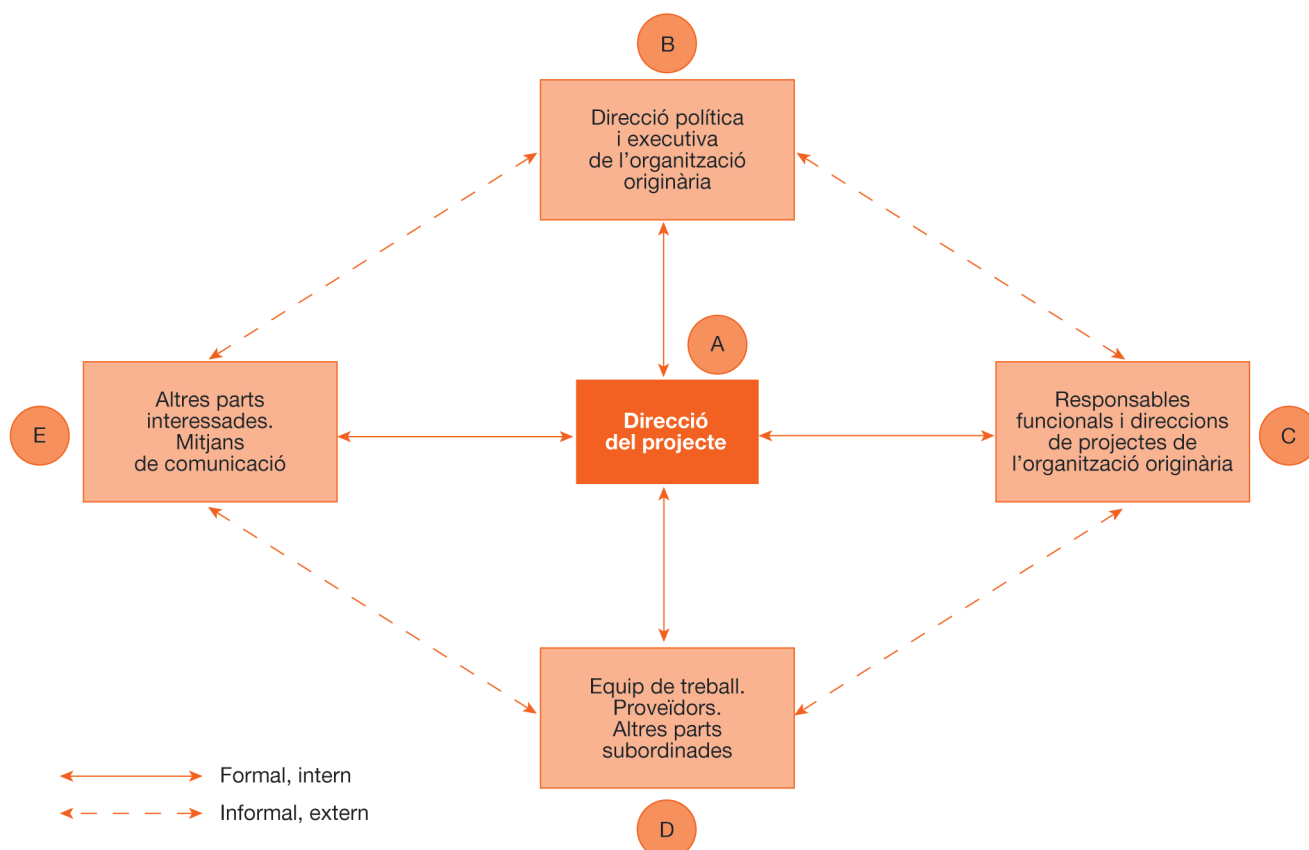 B
Direcció política
i executiva
de l’organització
originària
A
Direcció
del projecte
E
Altres parts
interessades.
Mitjans
de comunicació
Responsables
funcionals i direccions
de projectes de
l’organització originària
C
Equip de treball.
Proveïdors.
Altres parts
subordinades
D
Formal, intern
Informal, extern